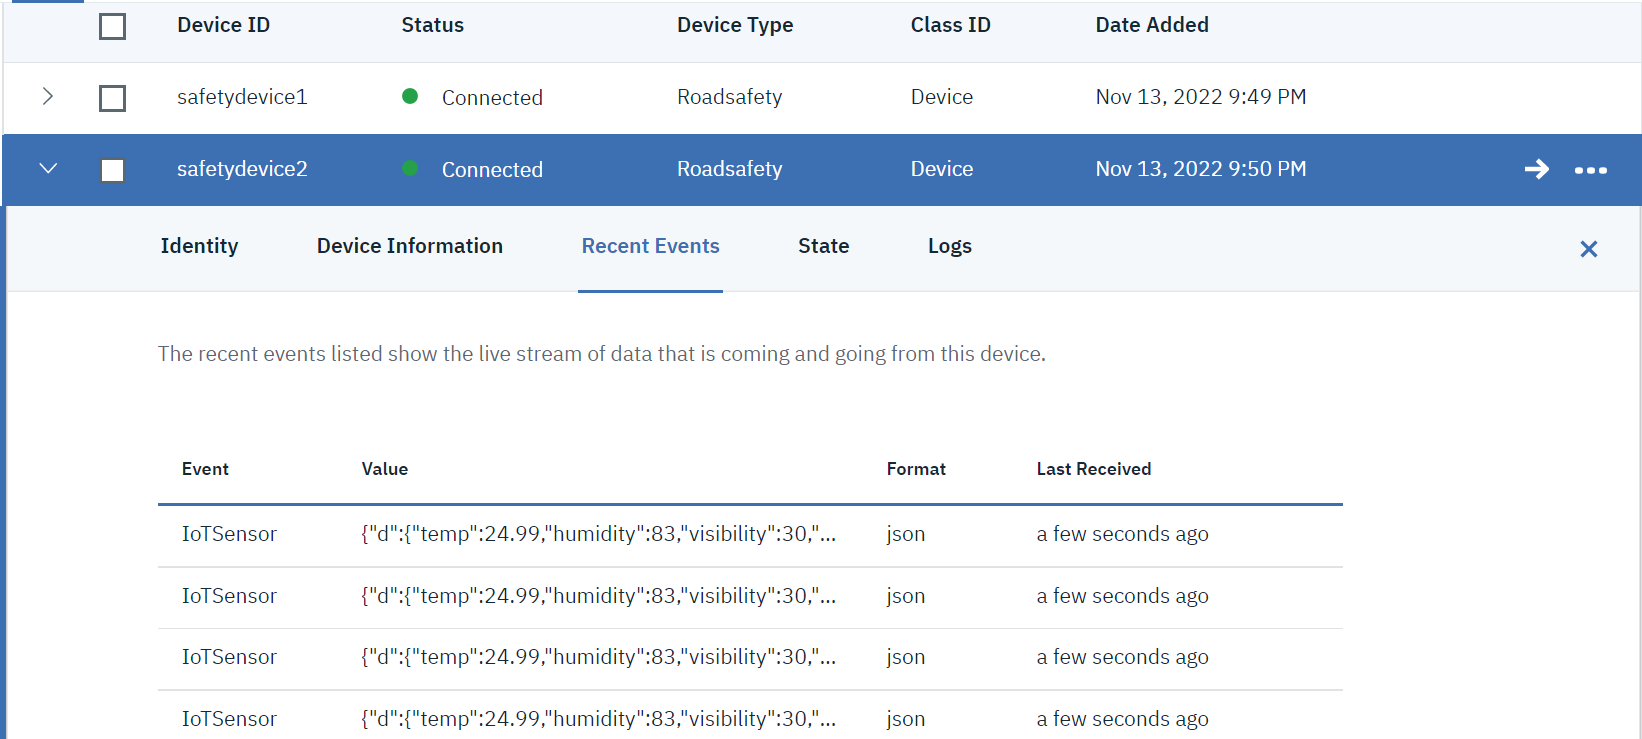 Device ID Status Device Type Class ID Date Added
safetydevice1 Connected Roadsafety Device Nov 13, 2022 9:49 PM
safetydevice2 Connected Roadsafety Device Nov 13, 2022 9:50 PM
Identity Device Information Recent Events State Logs
The recent events listed show the live stream of data that is coming and going from this device.
Event Value Format Last Received
IoTSensor {"d":{"temp":24.99,"humidity":83,"visibility":30,"... json a few seconds ago
IoTSensor {"d":{"temp":24.99,"humidity":83,"visibility":30,"... json a few seconds ago
IoTSensor {"d":{"temp":24.99,"humidity":83,"visibility":30,"... json a few seconds ago
IoTSensor {"d":{"temp":24.99,"humidity":83,"visibility":30,"... json a few seconds ago